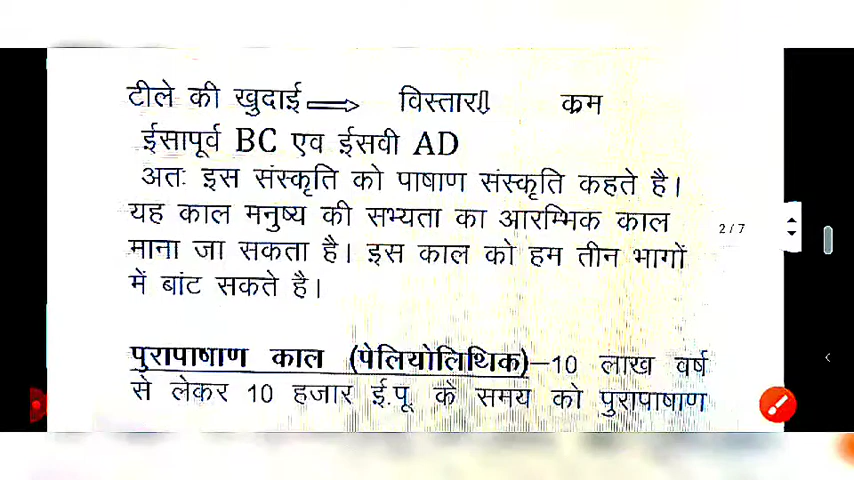 टीले की खुदाई ⟹ विस्तार⇩ कम
ईसापूर्व BC एव ईसवी AD
अतः इस संस्कृति को पाषाण संस्कृति कहते है।
यह काल मनुष्य की सभ्यता का आरम्भिक काल
माना जा सकता है। इस काल को हम तीन भागों
में बांट सकते है।
2/7
पुरापाषाण काल (पेलियोलिथिक)–10 लाख वर्ष
से लेकर 10 हजार ई.पू. के समय को पुरापाषाण